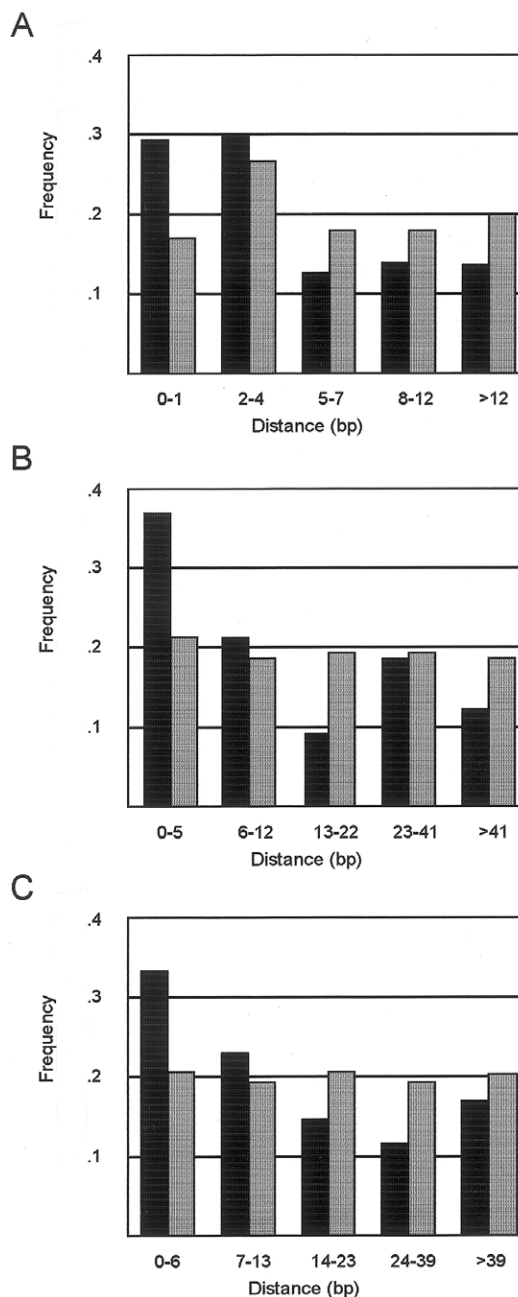 A
.4
.3
.2
.1
Frequency
0-1 2-4 5-7 8-12 >12
Distance (bp)
B
.4
.3
.2
.1
Frequency
0-5 6-12 13-22 23-41 >41
Distance (bp)
C
.4
.3
.2
.1
Frequency
0-6 7-13 14-23 24-39 >39
Distance (bp)